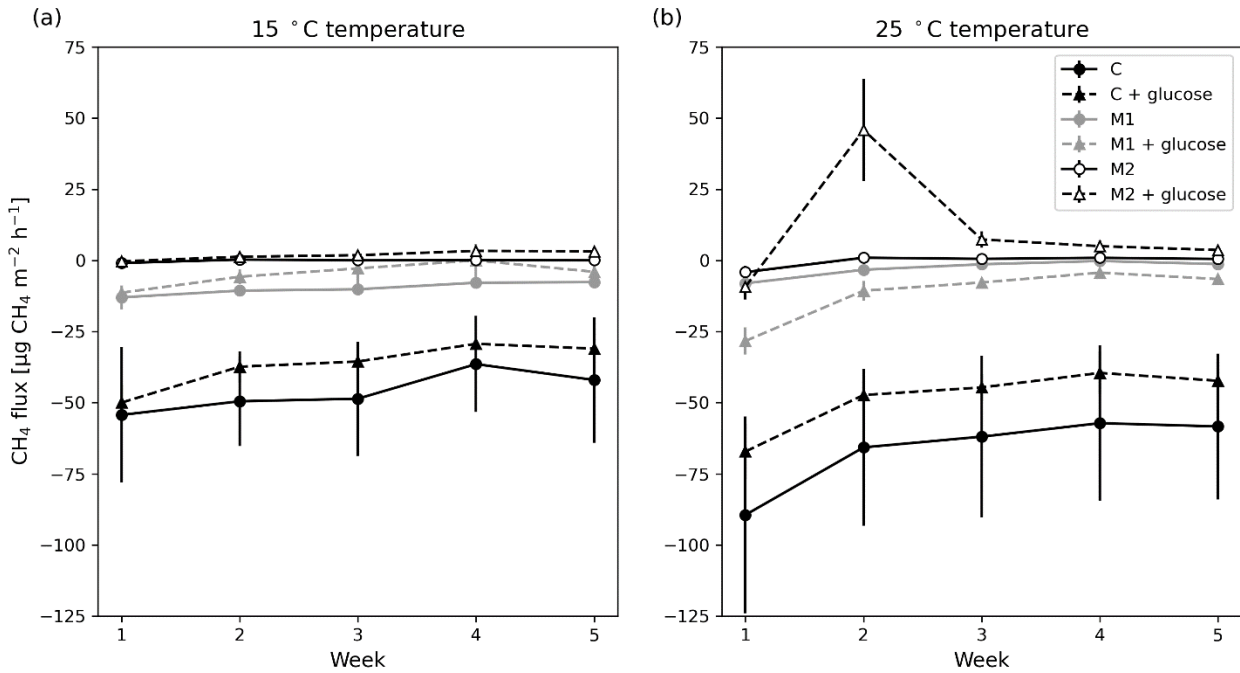 (a)
15 °C temperature
CH₄ flux [µg CH₄ m⁻² h⁻¹]
75
50
25
0
−25
−50
−75
−100
−125
1 2 3 4 5
Week
(b)
25 °C temperature
75
50
25
0
−25
−50
−75
−100
−125
C
C + glucose
M1
M1 + glucose
M2
M2 + glucose
1 2 3 4 5
Week